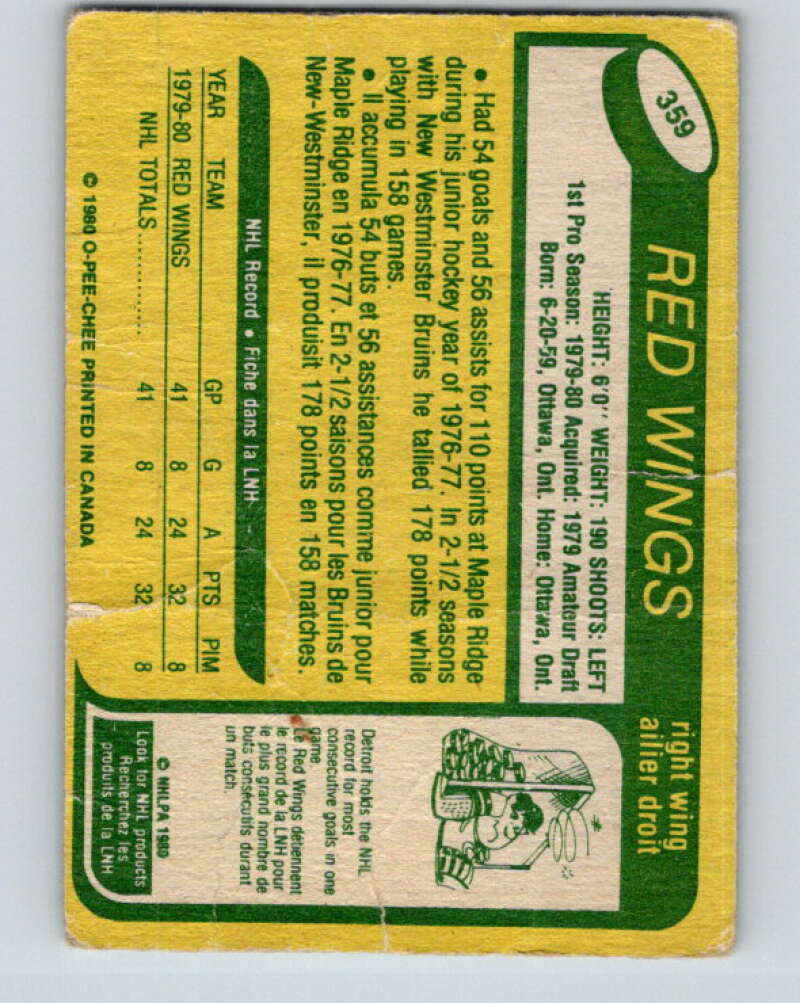 359
RED WINGS
right wing
ailier droit
HEIGHT: 6'0'' WEIGHT: 190 SHOOTS: LEFT
1st Pro Season: 1979-80 Acquired: 1979 Amateur Draft
Born: 6-20-59, Ottawa, Ont. Home: Ottawa, Ont.
• Had 54 goals and 56 assists for 110 points at Maple Ridge
during his junior hockey year of 1976-77. In 2-1/2 seasons
with New Westminster Bruins he tallied 178 points while
playing in 158 games.
• Il accumula 54 buts et 56 assistances comme junior pour
Maple Ridge en 1976-77. En 2-1/2 saisons pour les Bruins de
New-Westminster, il produisit 178 points en 158 matches.
NHL Record • Fiche dans la LNH
YEAR TEAM GP G A PTS PIM
1979-80 RED WINGS 41 8 24 32 8
NHL TOTALS............... 41 8 24 32 8
© 1980 O-PEE-CHEE PRINTED IN CANADA
Detroit holds the NHL
record for most
consecutive goals in one
game.
Le Red Wings détiennent
le record de la LNH pour
le plus grand nombre de
buts consécutifs durant
un match.
© NHLPA 1980
Look for NHL products
Recherchez les
produits de la LNH